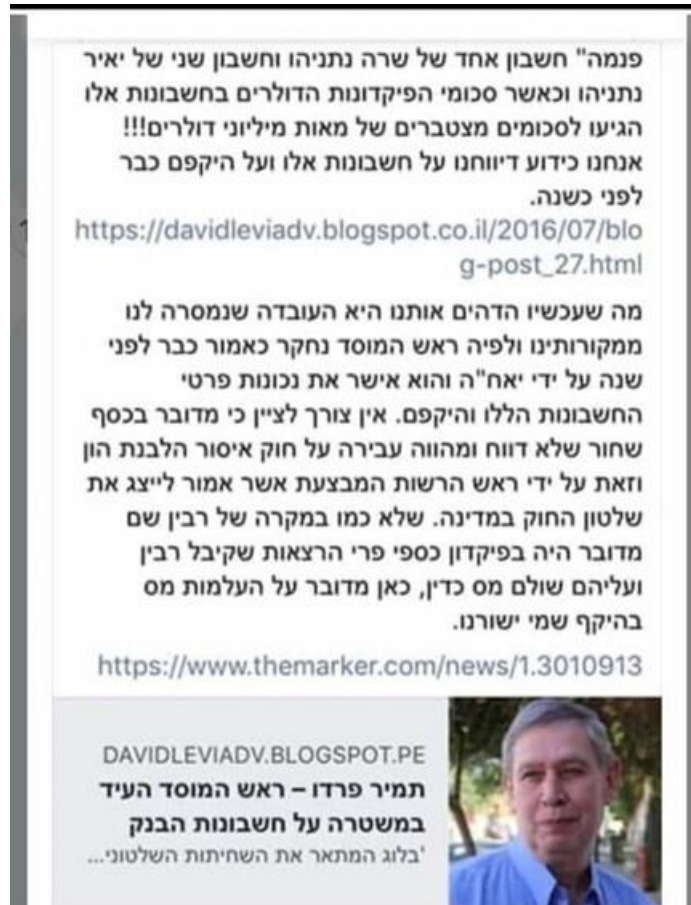 פנמה" חשבון אחד של שרה נתניהו וחשבון שני של יאיר
נתניהו וכאשר סכומי הפיקדונות הדולרים בחשבונות אלו
הגיעו לסכומים מצטברים של מאות מיליוני דולרים!!!
אנחנו כידוע דיווחנו על חשבונות אלו ועל היקפם כבר
לפני כשנה.
https://davidleviadv.blogspot.co.il/2016/07/blo
g-post_27.html
מה שעכשיו הדהים אותנו היא העובדה שנמסרה לנו
ממקורותינו ולפיה ראש המוסד נחקר כאמור כבר לפני
שנה על ידי יאח"ה והוא אישר את נכונות פרטי
החשבונות הללו והיקפם. אין צורך לציין כי מדובר בכסף
שחור שלא דווח ומהווה עבירה על חוק איסור הלבנת הון
וזאת על ידי ראש הרשות המבצעת אשר אמור לייצג את
שלטון החוק במדינה. שלא כמו במקרה של רבין שם
מדובר היה בפיקדון כספי פרי הרצאות שקיבל רבין
ועליהם שולם מס כדין, כאן מדובר על העלמות מס
בהיקף שמי ישורנו.
https://www.themarker.com/news/1.3010913
DAVIDLEVIADV.BLOGSPOT.PE
תמיר פרדו – ראש המוסד העיד
במשטרה על חשבונות הבנק
'בלוג המתאר את השחיתות השלטוני...